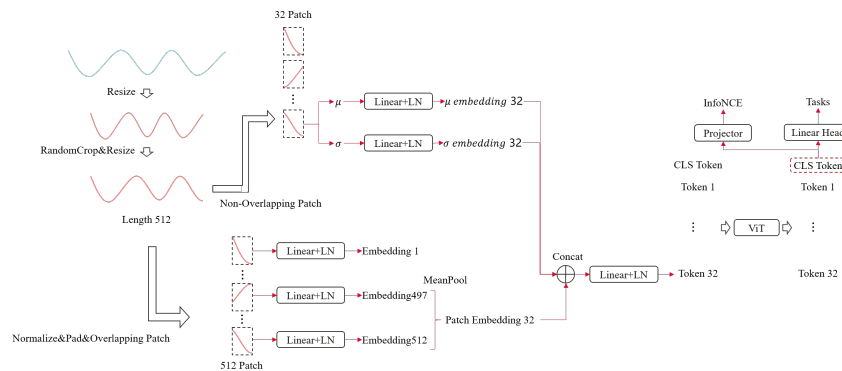 32 Patch
Resize
RandomCrop&Resize
Length 512
Non-Overlapping Patch
μ
Linear+LN
μ embedding 32
σ
Linear+LN
σ embedding 32
InfoNCE
Tasks
Projector
Linear Head
CLS Token
CLS Token
Token 1
Token 1
ViT
Linear+LN
Embedding 1
MeanPool
Concat
Linear+LN
Token 32
Token 32
Linear+LN
Embedding497
Patch Embedding 32
Normalize&Pad&Overlapping Patch
Linear+LN
Embedding512
512 Patch